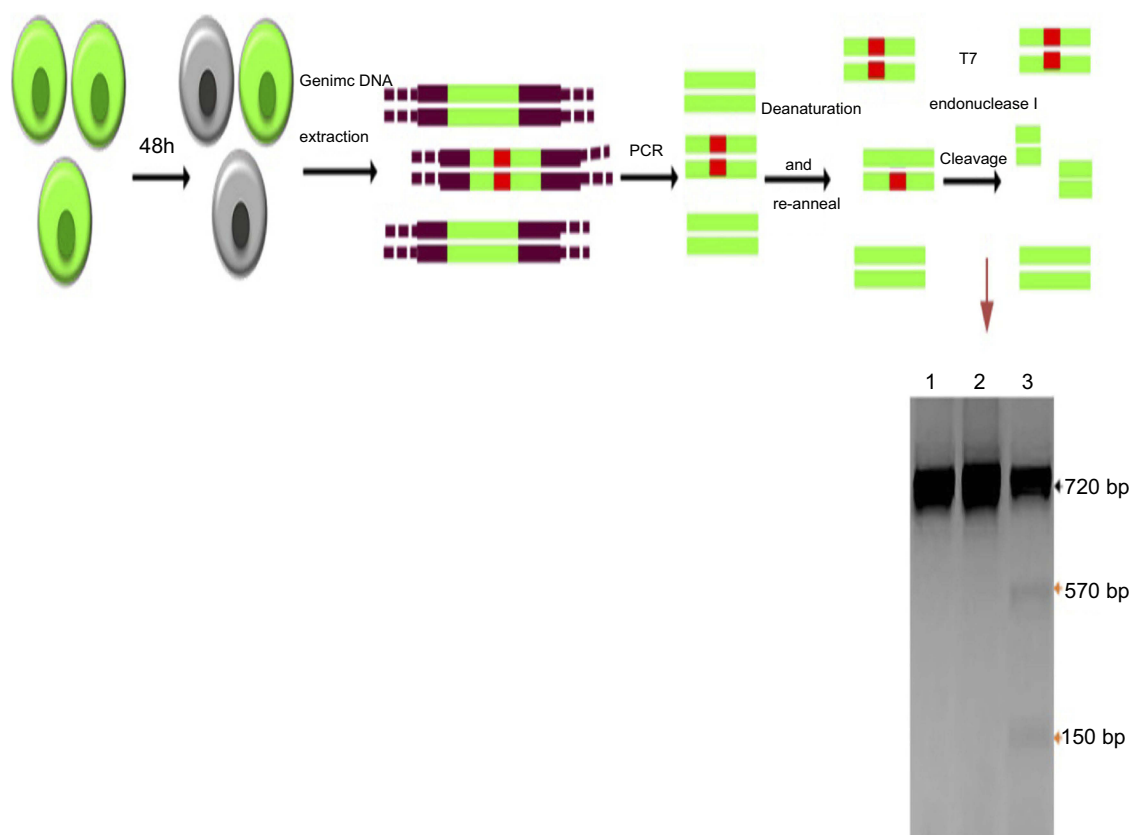 48h
Genimc DNA
extraction
PCR
Deanaturation
and
re-anneal
T7
endonuclease I
Cleavage
1 2 3
720 bp
570 bp
150 bp